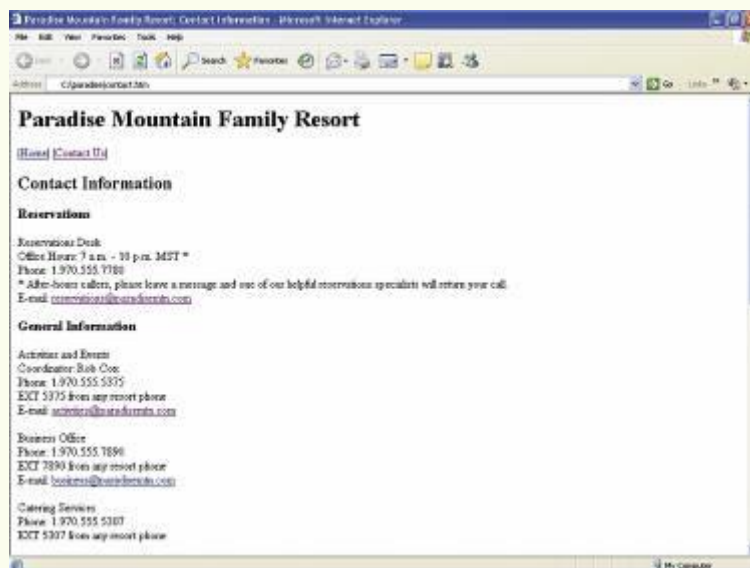 Paradise Mountain Family Resort: Contact Information - Microsoft Internet Explorer
File Edit View Favorites Tools Help
Search Favorites
Address C:\paradise\contact.htm Go Links »
Paradise Mountain Family Resort
|Home| |Contact Us|
Contact Information
Reservations
Reservations Desk
Office Hours: 7 a.m. - 10 p.m. MST *
Phone: 1.970.555.7780
* After-hours callers, please leave a message and one of our helpful reservations specialists will return your call.
E-mail: reservations@paradisemtn.com
General Information
Activities and Events
Coordinator: Rob Cox
Phone: 1.970.555.5375
EXT 5375 from any resort phone
E-mail: activities@paradisemtn.com
Business Office
Phone: 1.970.555.7890
EXT 7890 from any resort phone
E-mail: business@paradisemtn.com
Catering Services
Phone: 1.970.555.5307
EXT 5307 from any resort phone
My Computer